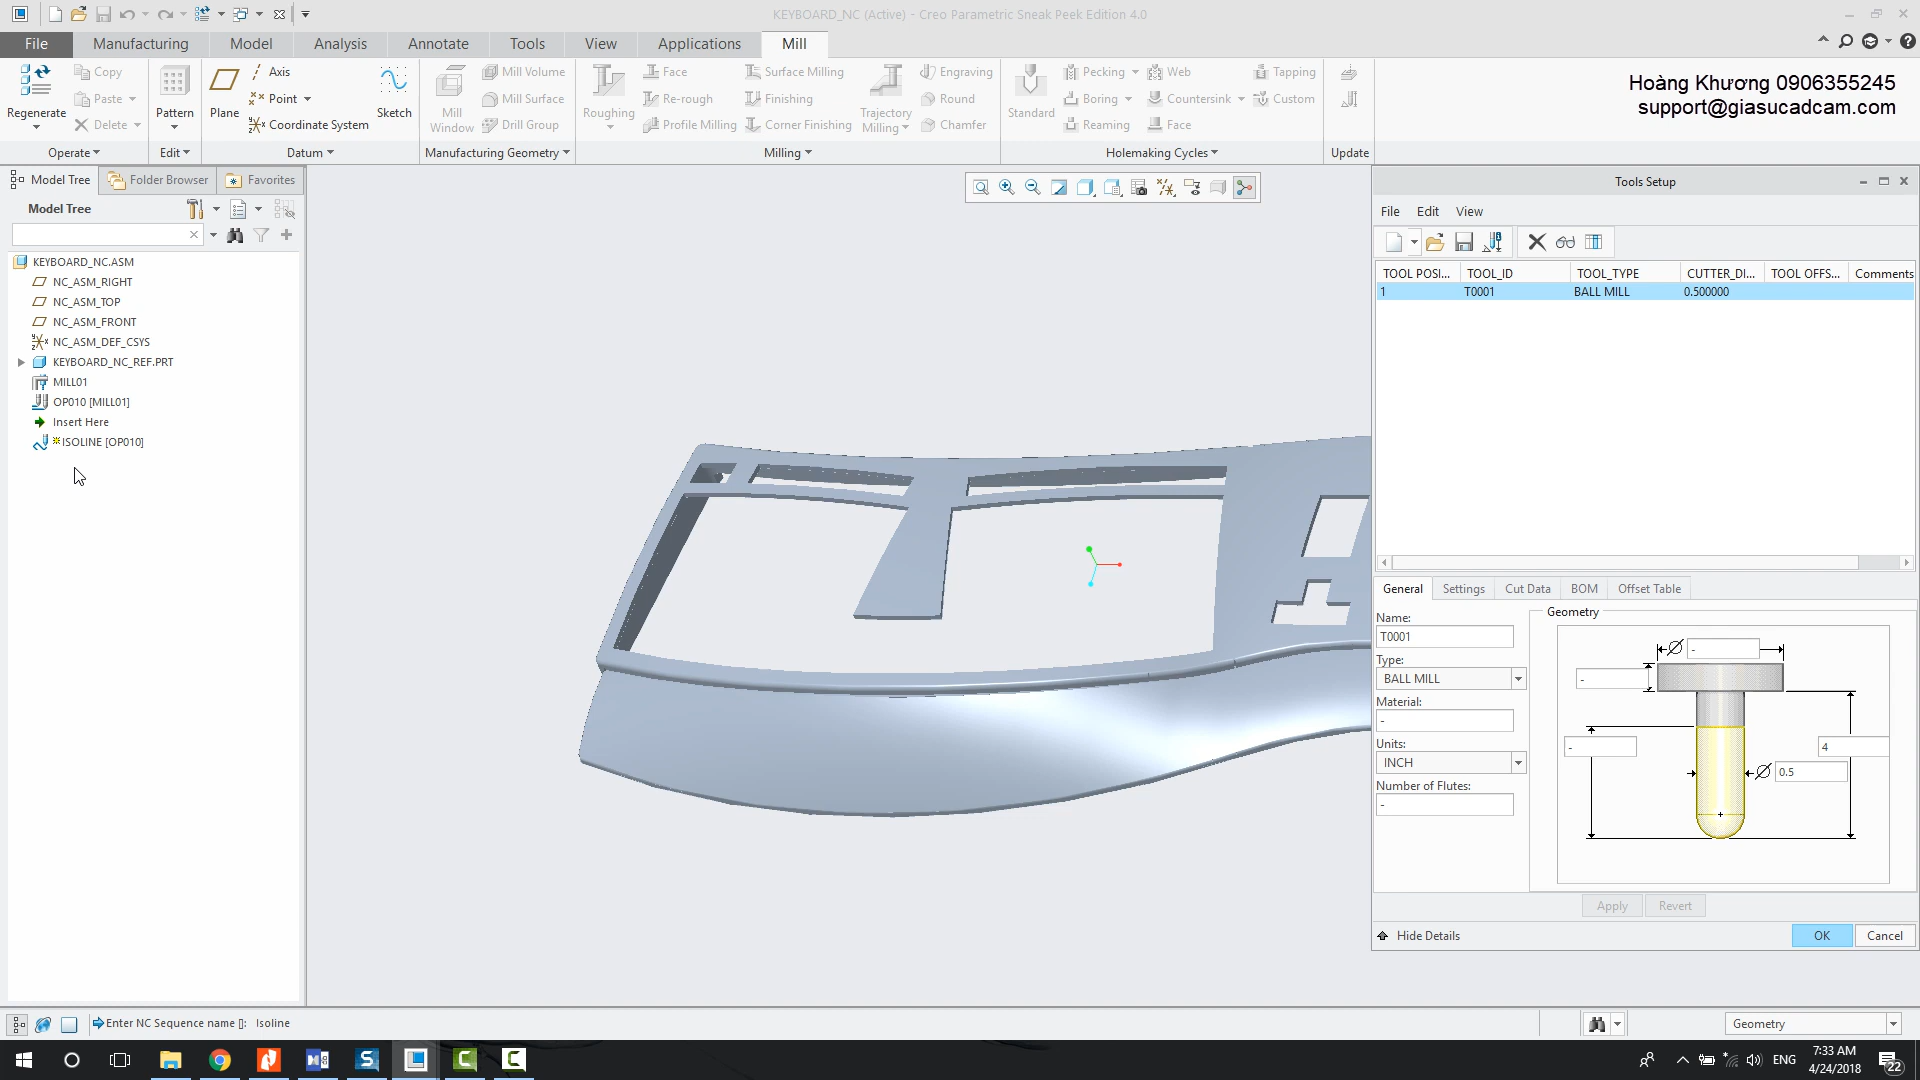 KEYBOARD_NC (Active) - Creo Parametric Sneak Peek Edition 4.0
File Manufacturing Model Analysis Annotate Tools View Applications Mill
Regenerate
Copy
Paste
Delete
Operate
Pattern
Edit
Plane
Axis
Point
Coordinate System
Sketch
Datum
Mill Window
Mill Volume
Mill Surface
Drill Group
Manufacturing Geometry
Roughing
Face
Re-rough
Profile Milling
Surface Milling
Finishing
Corner Finishing
Trajectory Milling
Engraving
Round
Chamfer
Milling
Standard
Pecking
Boring
Reaming
Web
Countersink
Face
Tapping
Custom
Holemaking Cycles
Update
Hoàng Khương 0906355245
support@giasucadcam.com
Model Tree Folder Browser Favorites
Model Tree
KEYBOARD_NC.ASM
NC_ASM_RIGHT
NC_ASM_TOP
NC_ASM_FRONT
NC_ASM_DEF_CSYS
KEYBOARD_NC_REF.PRT
MILL01
OP010 [MILL01]
Insert Here
ISOLINE [OP010]
Tools Setup
File Edit View
TOOL POSI... TOOL_ID TOOL_TYPE CUTTER_DI... TOOL OFFS... Comments
1 T0001 BALL MILL 0.500000
General Settings Cut Data BOM Offset Table
Name:
T0001
Type:
BALL MILL
Material:
-
Units:
INCH
Number of Flutes:
-
Geometry
-
-
-
4
0.5
Apply Revert
Hide Details
OK Cancel
Enter NC Sequence name []: Isoline
Geometry
ENG
7:33 AM
4/24/2018
22